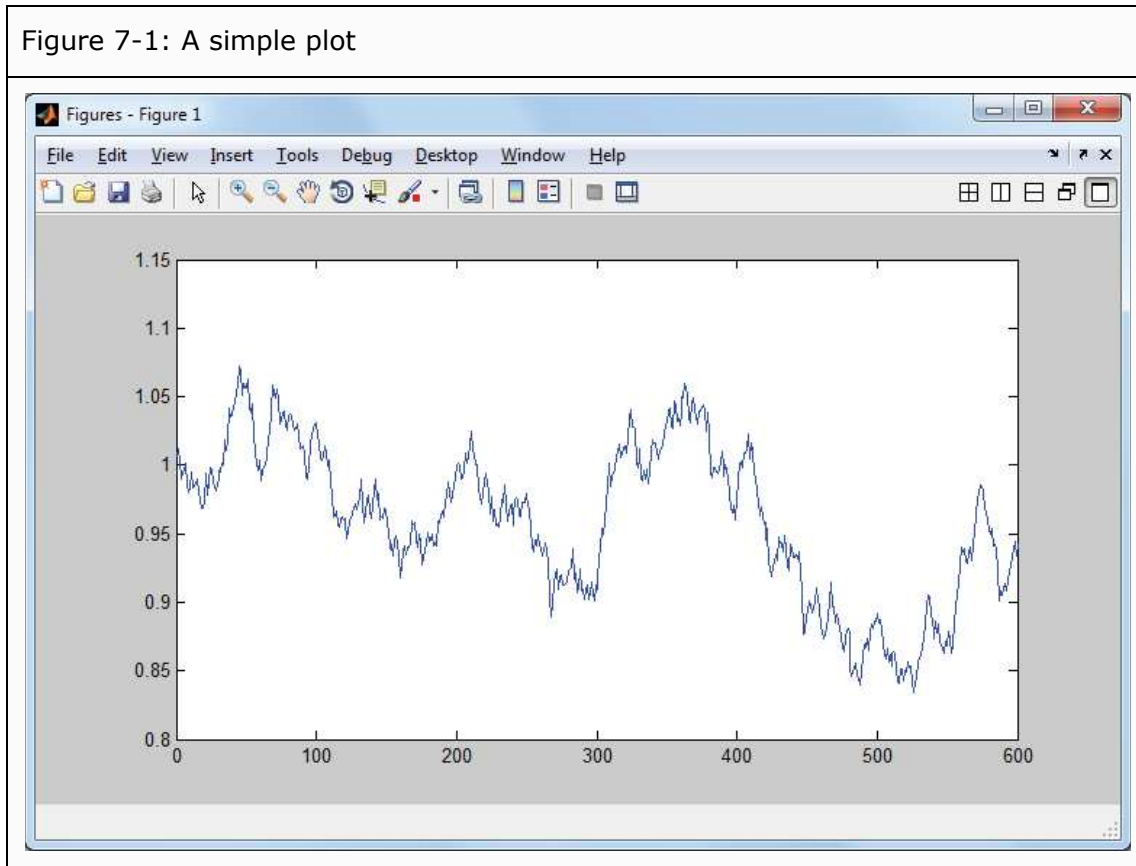 Figure 7-1: A simple plot
Figures - Figure 1
File Edit View Insert Tools Debug Desktop Window Help
1.15
1.1
1.05
1
0.95
0.9
0.85
0.8
0 100 200 300 400 500 600